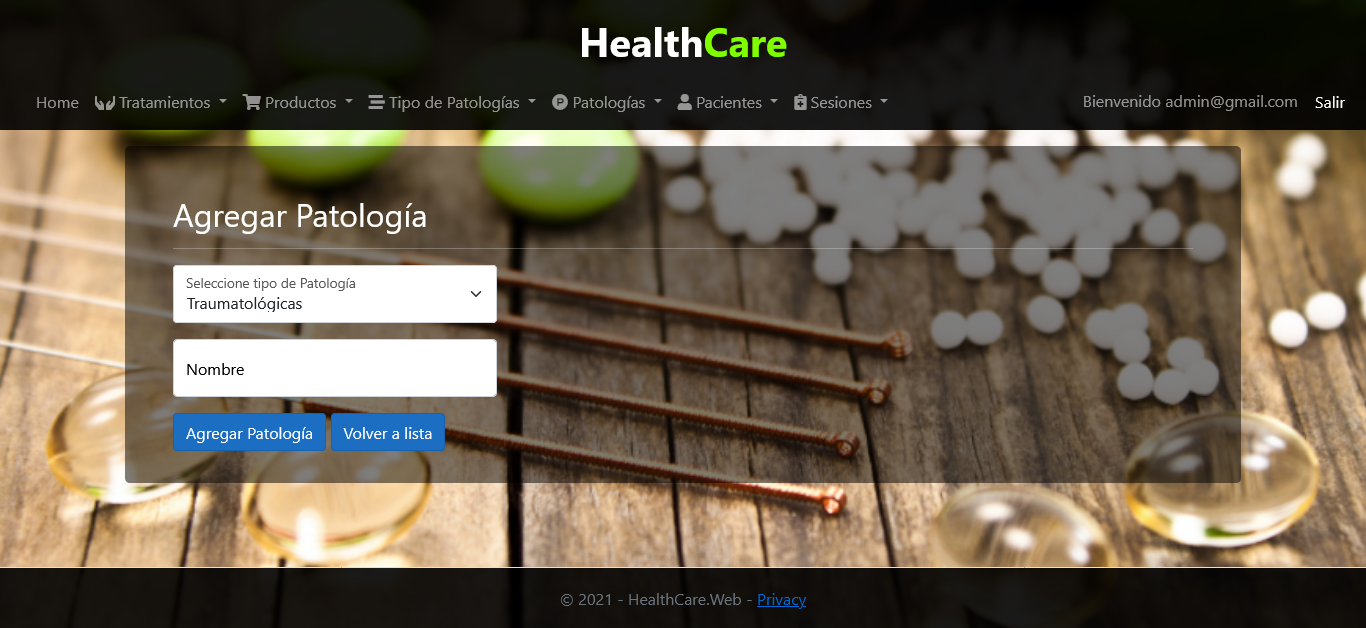 HealthCare
Home Tratamientos Productos Tipo de Patologías Patologías Pacientes Sesiones Bienvenido admin@gmail.com Salir
Agregar Patología
Seleccione tipo de Patología
Traumatológicas
Nombre
Agregar Patología Volver a lista
© 2021 - HealthCare.Web - Privacy